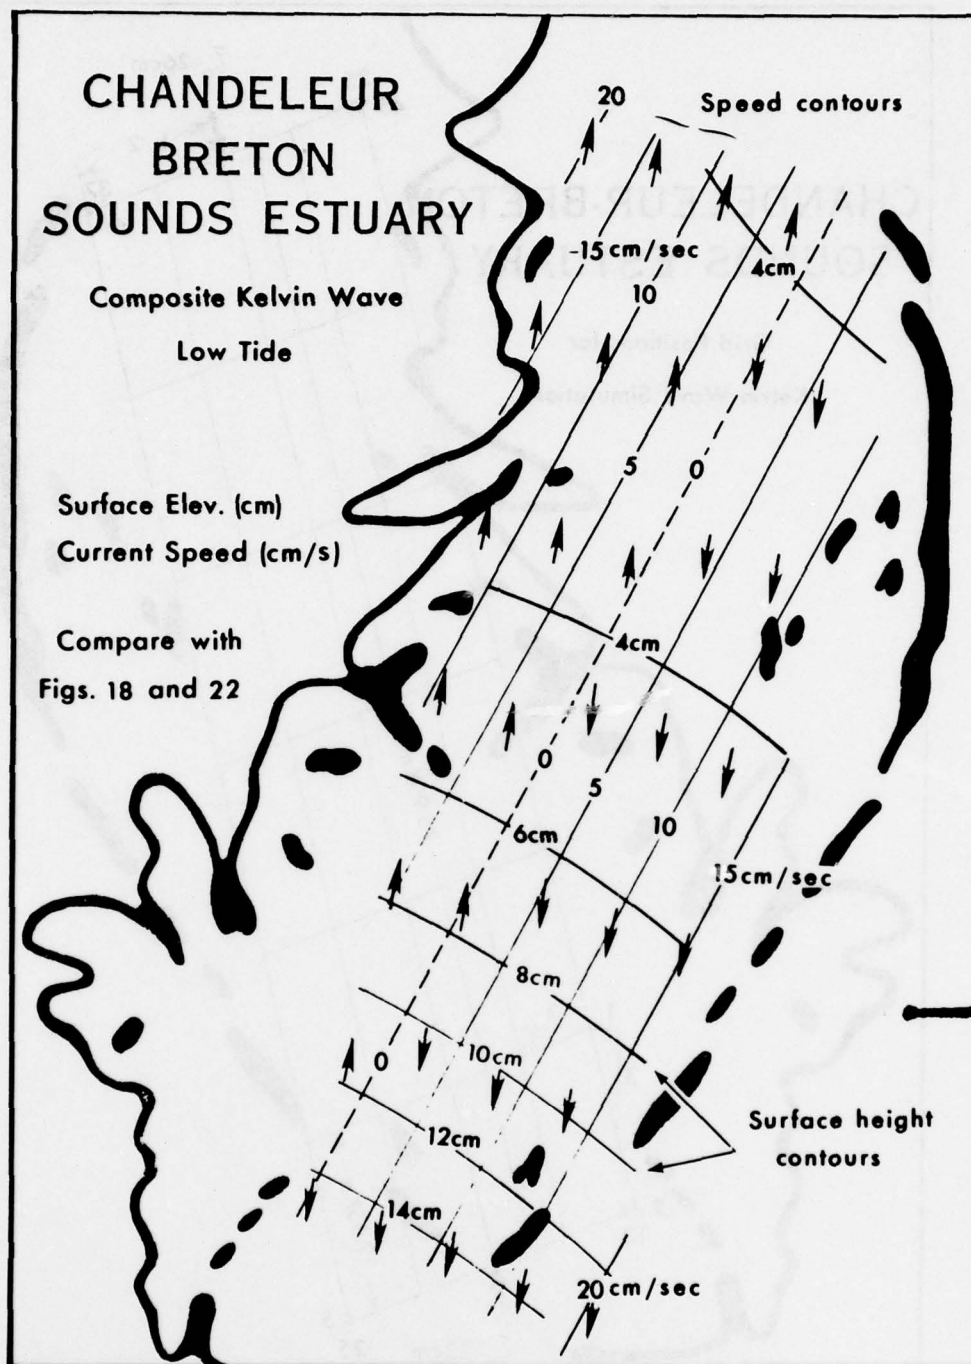 CHANDELEUR
BRETON
SOUNDS ESTUARY
Composite Kelvin Wave
Low Tide
Surface Elev. (cm)
Current Speed (cm/s)
Compare with
Figs. 18 and 22
20
Speed contours
-15 cm/sec
10
4cm
5
0
4cm
0
5
10
6cm
15cm/sec
8cm
10cm
0
12cm
Surface height
contours
14cm
20 cm/sec